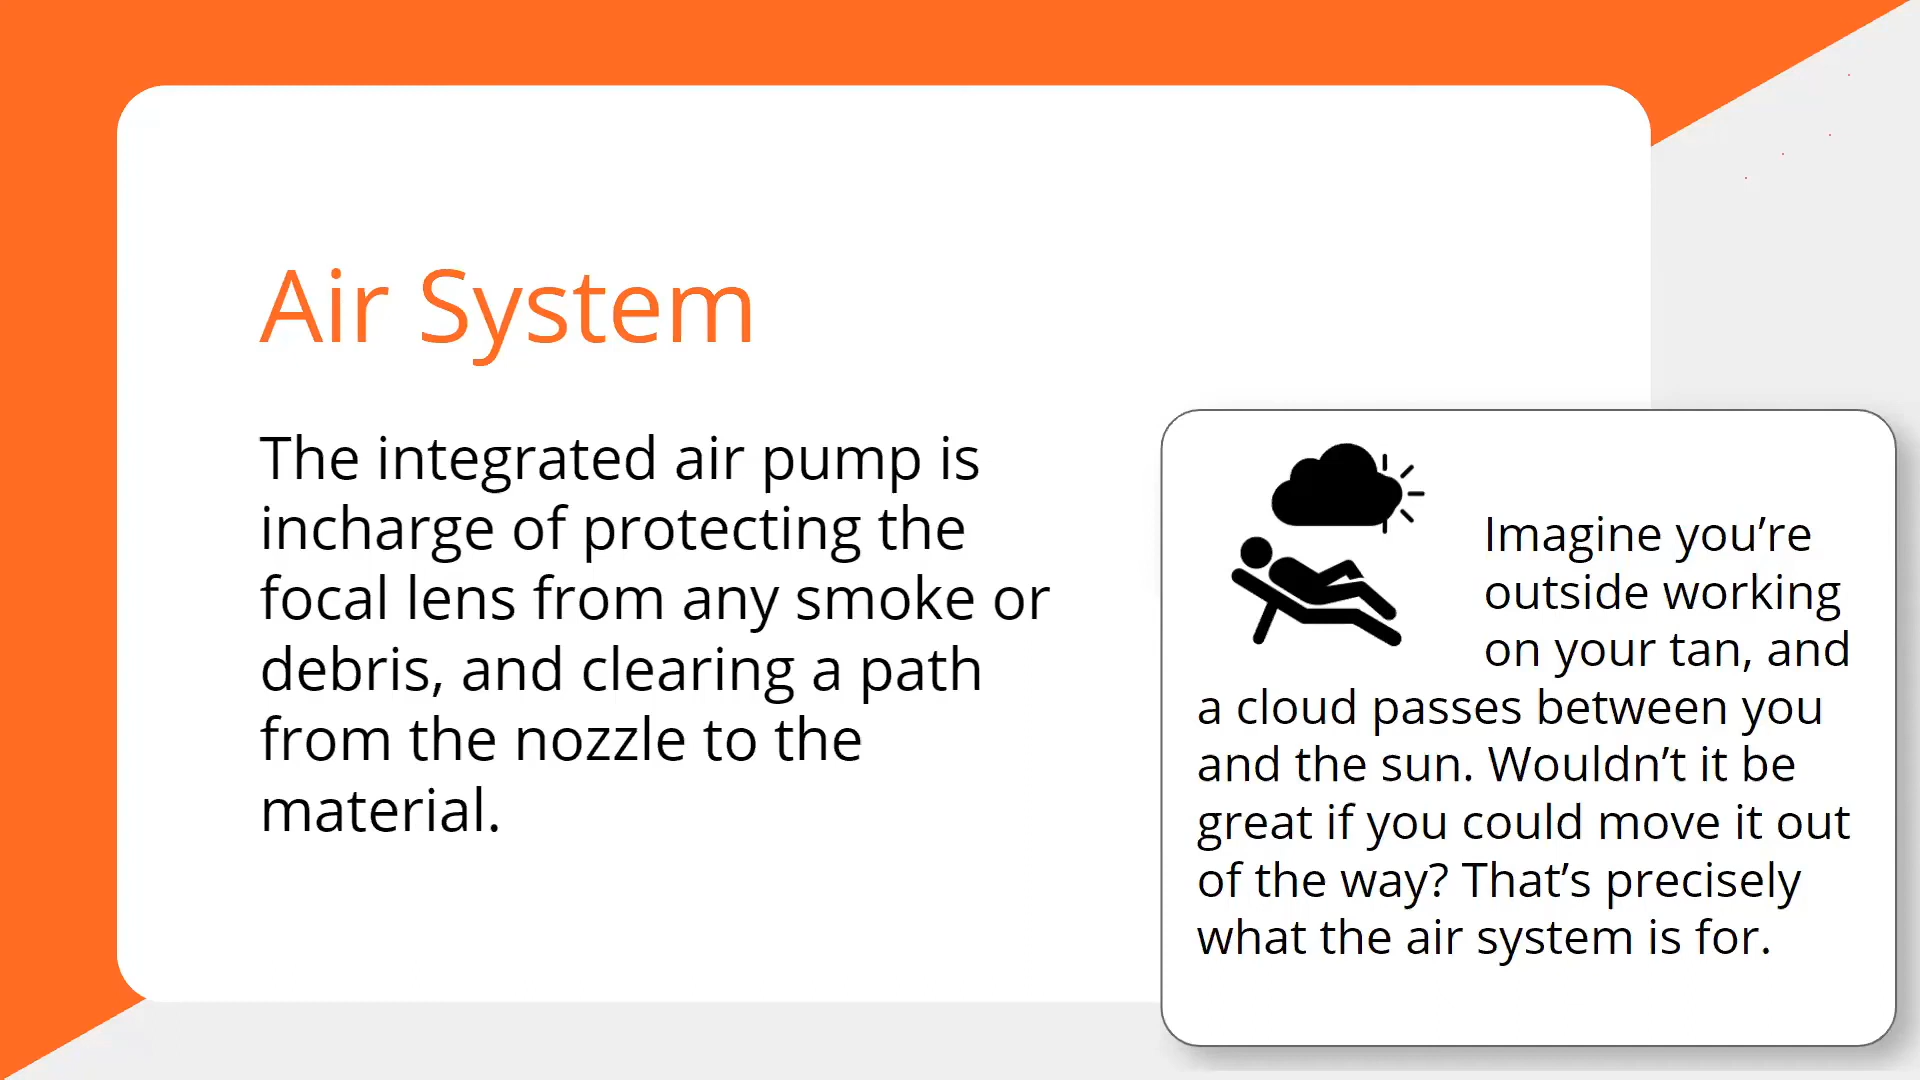 Air System
The integrated air pump is
incharge of protecting the
focal lens from any smoke or
debris, and clearing a path
from the nozzle to the
material.
Imagine you’re
outside working
on your tan, and
a cloud passes between you
and the sun. Wouldn’t it be
great if you could move it out
of the way? That’s precisely
what the air system is for.